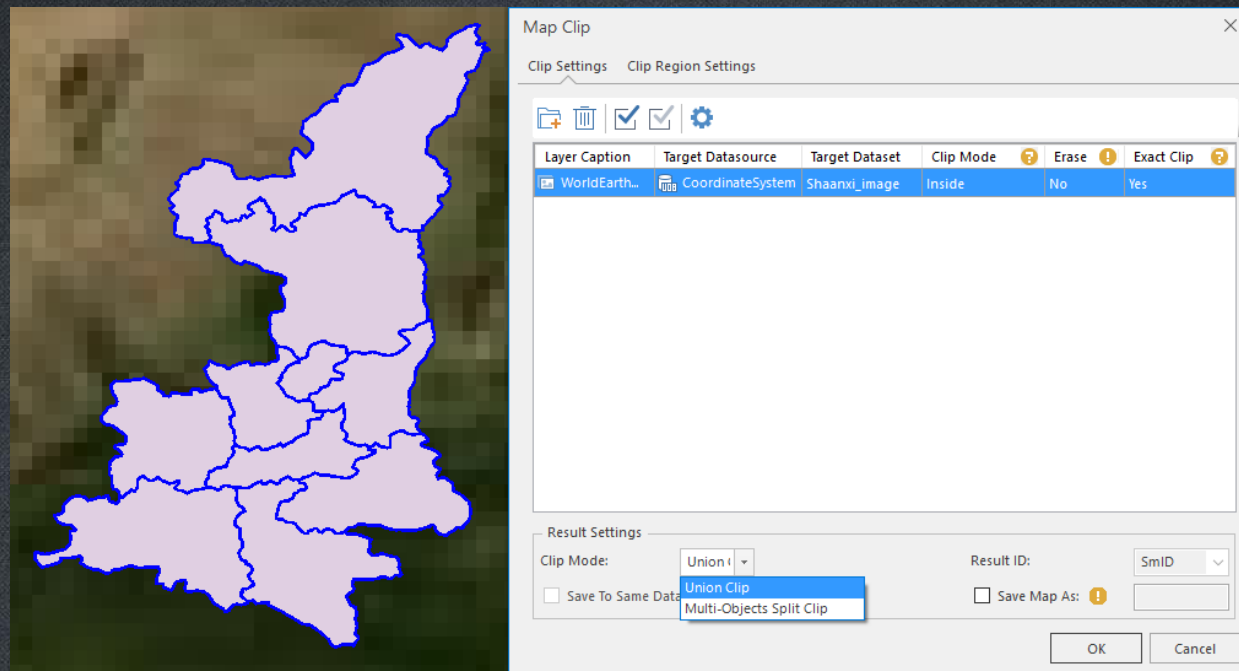 Map Clip
Clip Settings Clip Region Settings
Layer Caption Target Datasource Target Dataset Clip Mode Erase Exact Clip
WorldEarth... CoordinateSystem Shaanxi_image Inside No Yes
Result Settings
Clip Mode: Union Result ID: SmID
Union Clip
Save To Same Data Save Map As:
Multi-Objects Split Clip
OK Cancel